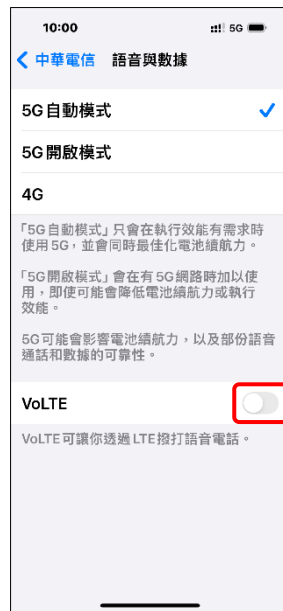 10:00 5G
中華電信 語音與數據
5G自動模式
5G開啟模式
4G
「5G自動模式」只會在執行效能有需求時
使用5G，並會同時最佳化電池續航力。
「5G開啟模式」會在有5G網路時加以使
用，即使可能會降低電池續航力或執行
效能。
5G可能會影響電池續航力，以及部份語音
通話和數據的可靠性。
VoLTE
VoLTE可讓你透過LTE撥打語音電話。